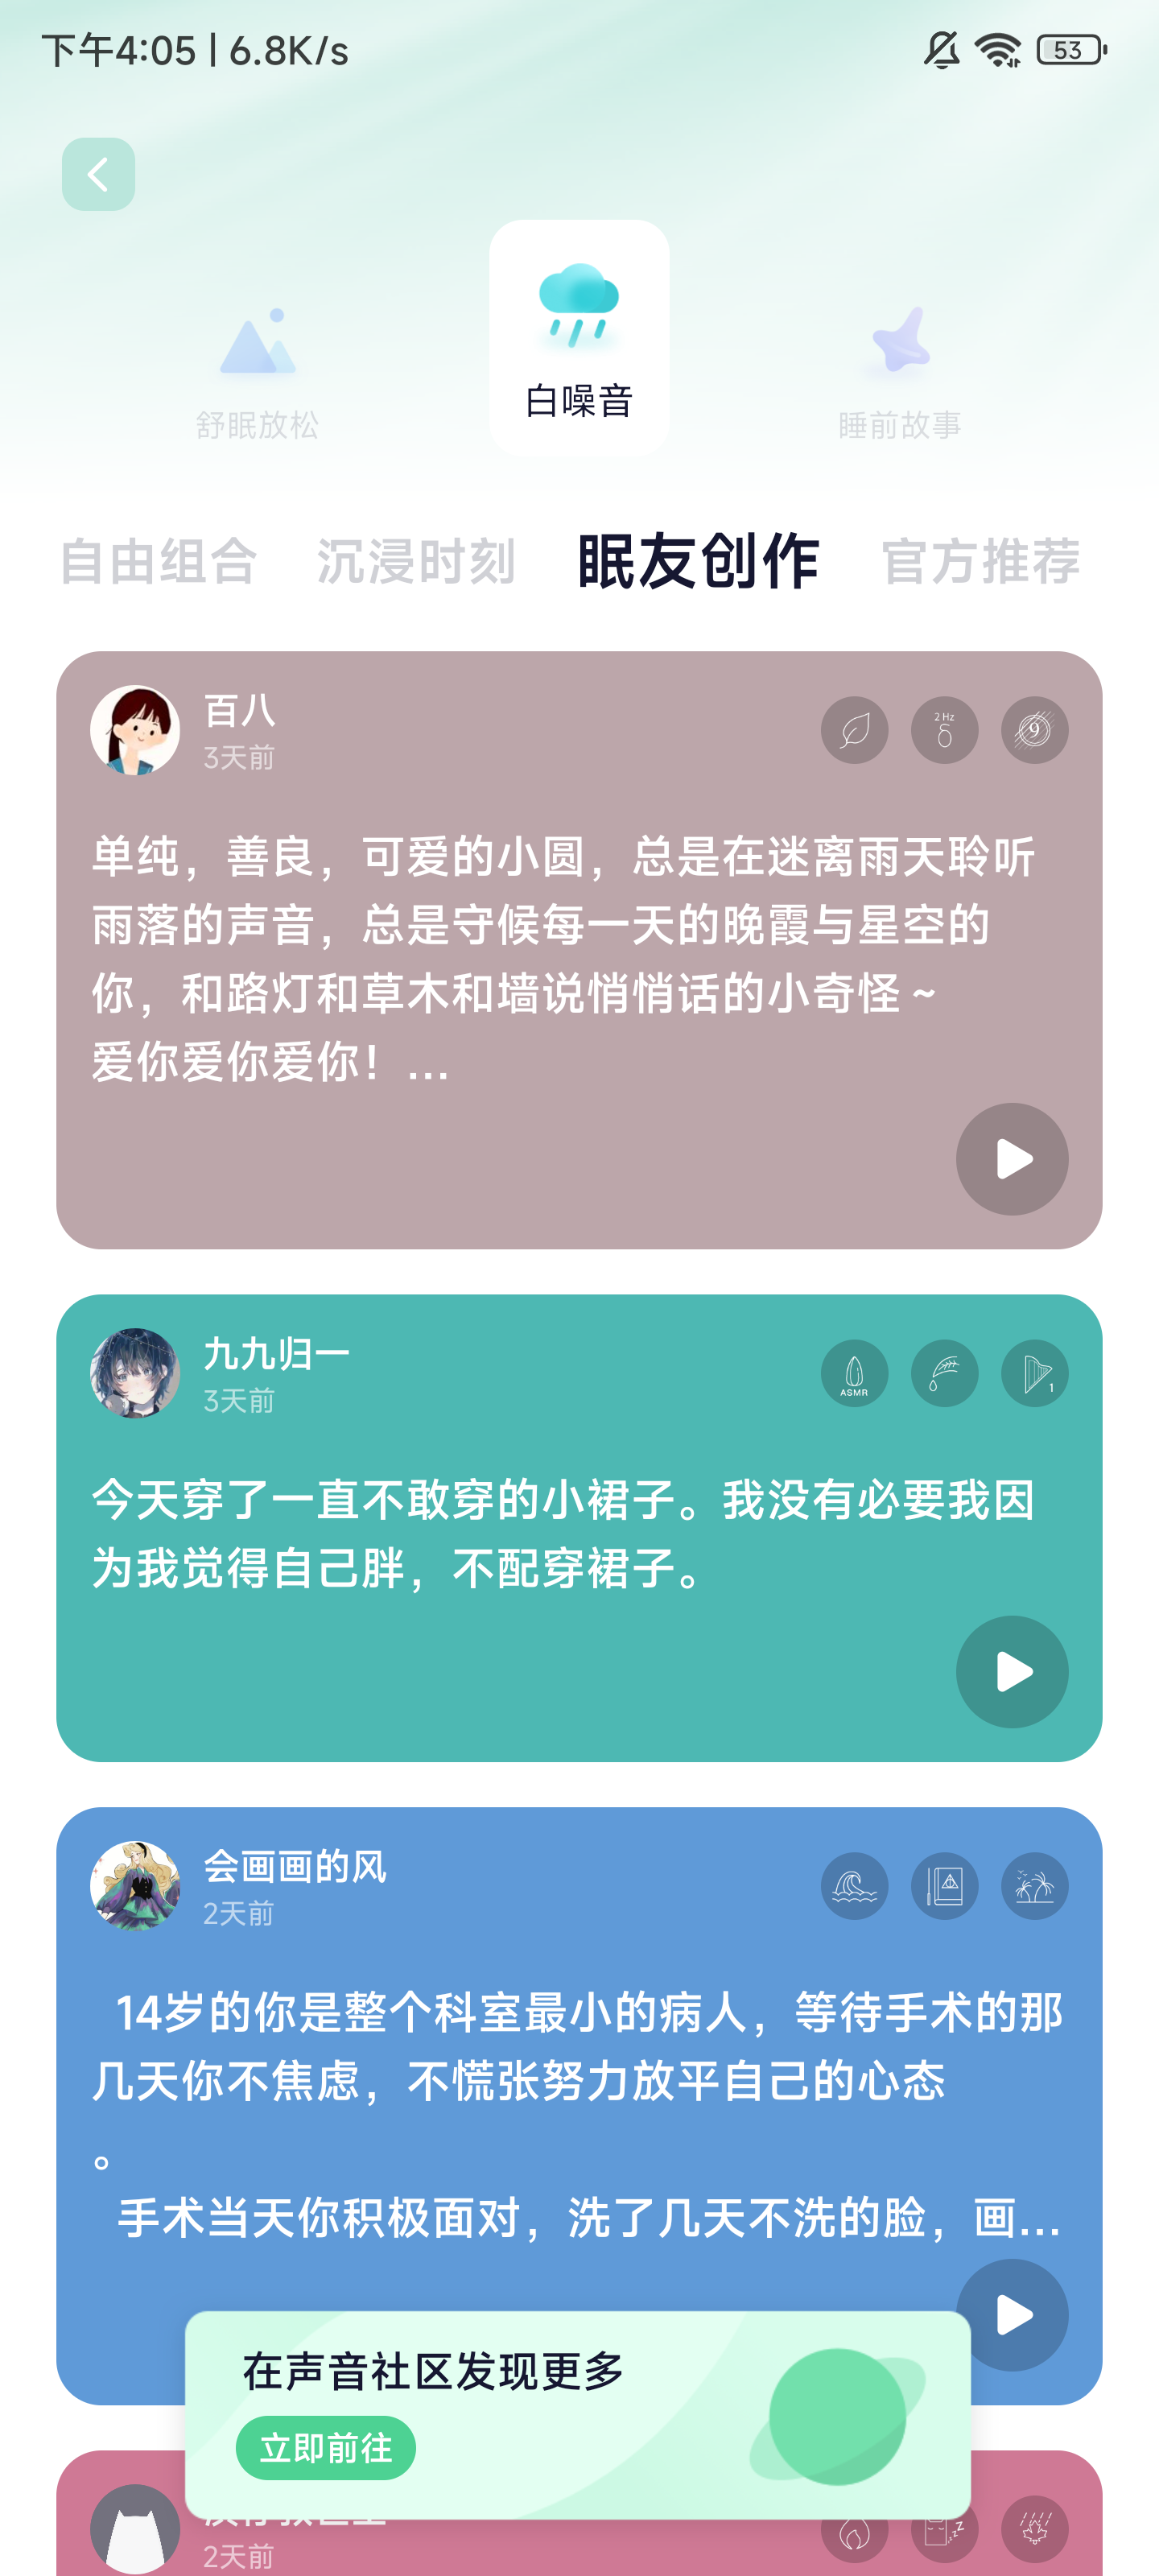 下午4:05 | 6.8K/s
53
白噪音
舒眠放松
睡前故事
自由组合 沉浸时刻 眠友创作 官方推荐
百八
3天前
2 Hz
9
单纯，善良，可爱的小圆，总是在迷离雨天聆听
雨落的声音，总是守候每一天的晚霞与星空的
你，和路灯和草木和墙说悄悄话的小奇怪～
爱你爱你爱你！...
九九归一
3天前
ASMR
1
今天穿了一直不敢穿的小裙子。我没有必要我因
为我觉得自己胖，不配穿裙子。
会画画的风
2天前
14岁的你是整个科室最小的病人，等待手术的那
几天你不焦虑，不慌张努力放平自己的心态
。
手术当天你积极面对，洗了几天不洗的脸，画...
在声音社区发现更多
立即前往
2天前